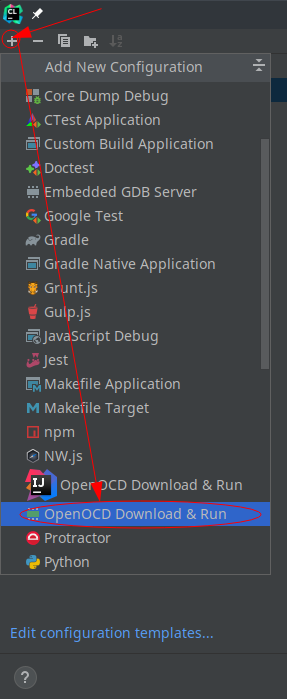 CL
Add New Configuration
Core Dump Debug
CTest Application
Custom Build Application
Doctest
Embedded GDB Server
Google Test
Gradle
Gradle Native Application
Grunt.js
Gulp.js
JavaScript Debug
Jest
Makefile Application
Makefile Target
npm
NW.js
IJ OpenOCD Download & Run
OpenOCD Download & Run
Protractor
Python
Edit configuration templates...
?